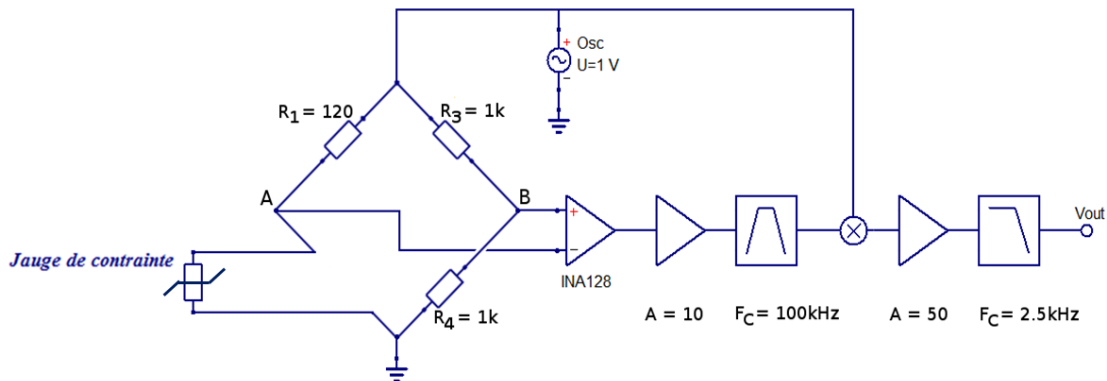 +
Osc
U=1 V
−
R1 = 120
R3 = 1k
A
B
+
−
INA128
Vout
Jauge de contrainte
R4 = 1k
A = 10
FC = 100kHz
A = 50
FC = 2.5kHz